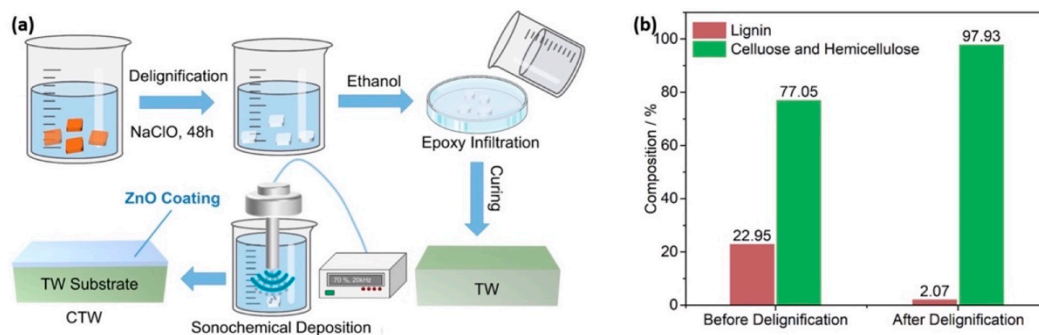 (a)
Delignification
NaClO, 48h
Ethanol
Epoxy Infiltration
Curing
ZnO Coating
TW Substrate
CTW
70 %, 20kHz
Sonochemical Deposition
TW
(b)
Lignin
Celluose and Hemicellulose
Composition / %
100
80
60
40
20
0
22.95
77.05
2.07
97.93
Before Delignification
After Delignification